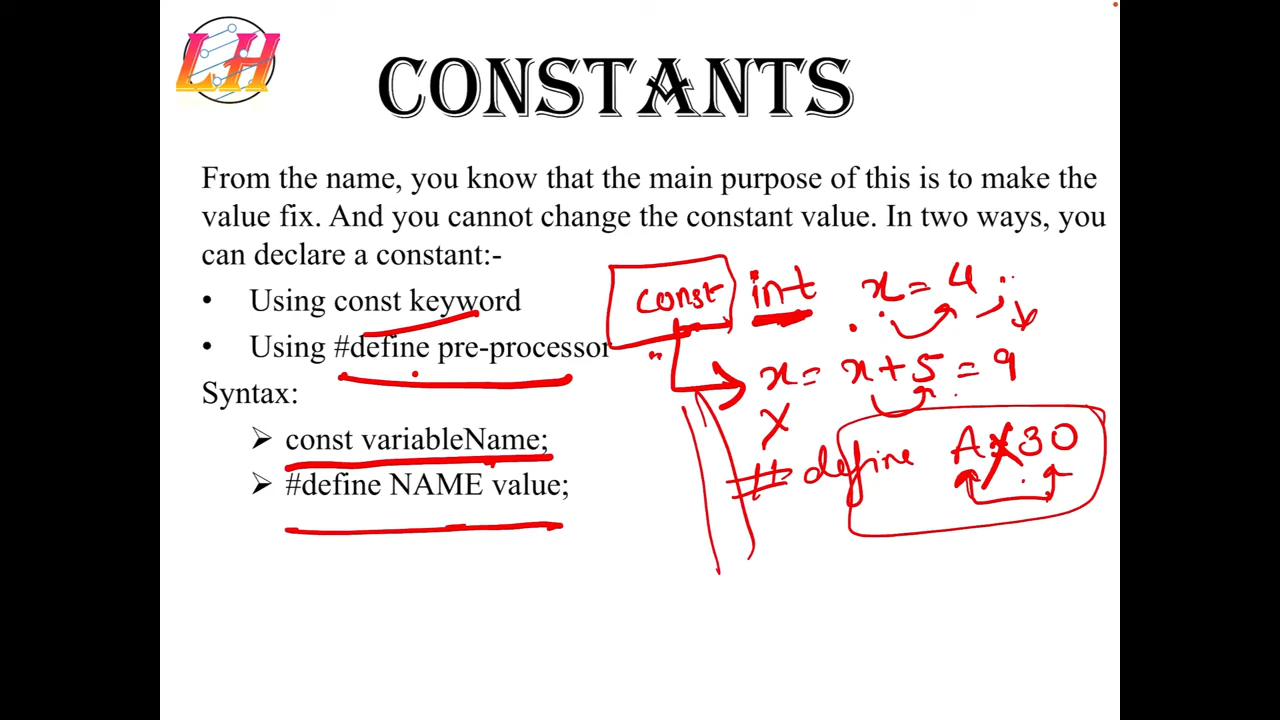 LH
CONSTANTS
From the name, you know that the main purpose of this is to make the
value fix. And you cannot change the constant value. In two ways, you
can declare a constant:-
• Using const keyword
• Using #define pre-processor
Syntax:
➢ const variableName;
➢ #define NAME value;
const int x = 4 ;
x = x + 5 = 9
X
# define A 30